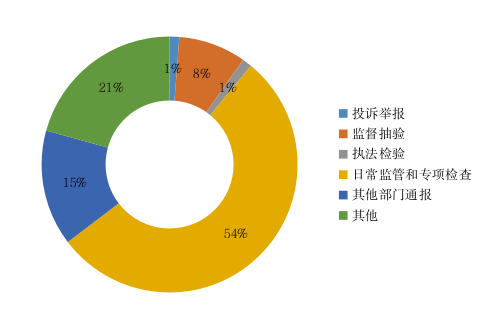 1%
8%
1%
21%
15%
54%
投诉举报
监督抽验
执法检验
日常监管和专项检查
其他部门通报
其他